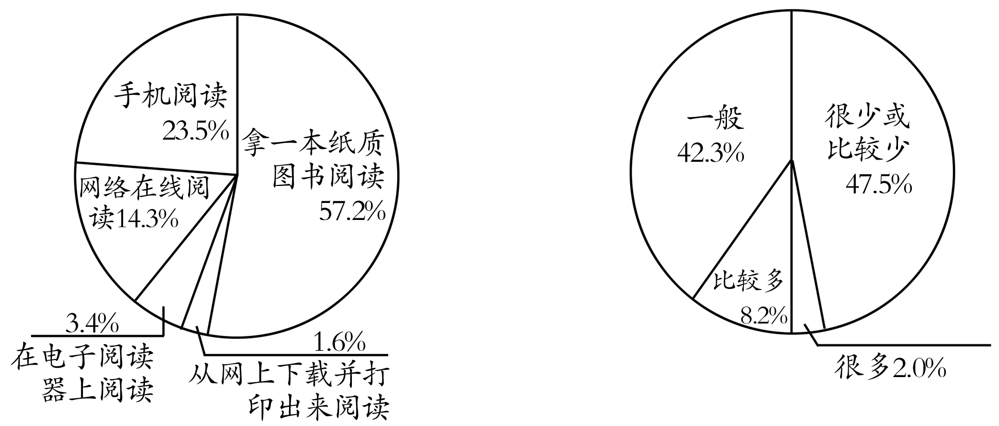 手机阅读
23.5%
拿一本纸质
图书阅读
57.2%
网络在线阅
读14.3%
3.4%
在电子阅读
器上阅读
1.6%
从网上下载并打
印出来阅读
一般
42.3%
很少或
比较少
47.5%
比较多
8.2%
很多2.0%